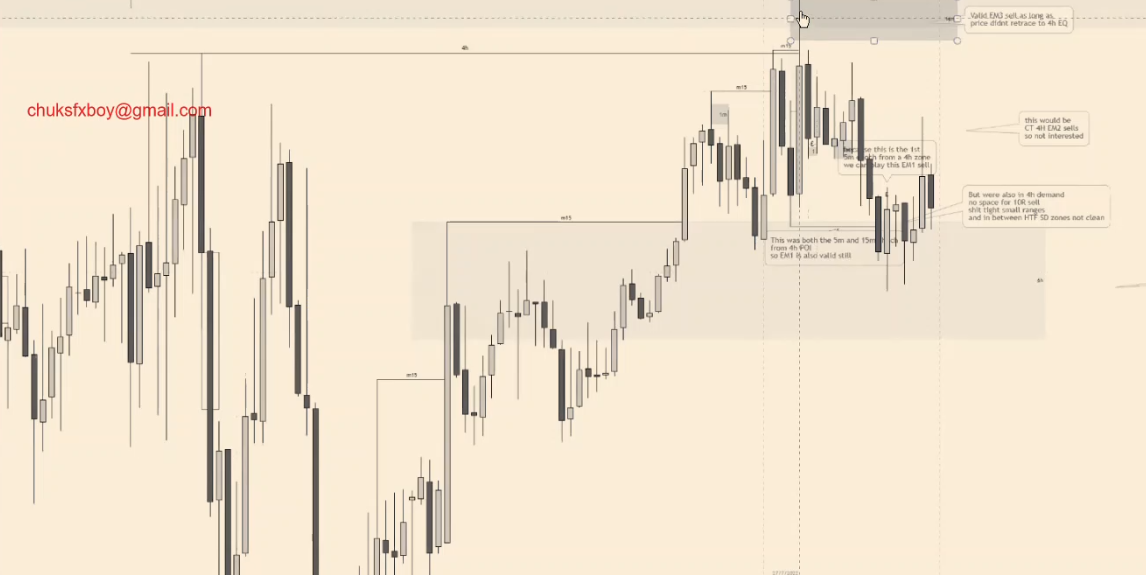 Valid EM3 sell as long as
price didnt retrace to 4h EQ
4h
m15
m15
1m
chuksfxboy@gmail.com
this would be
CT 4H EM2 sells
so not interested
because this is the 1st
5m from a 4h zone
we can play this EM1 sell
But were also in 4h demand
no space for 10R sell
shit tight small ranges
and in between HTF SD zones not clean
m15
This was both the 5m and 15m
from 4h POI
so EM1 is also valid still
4h
m15